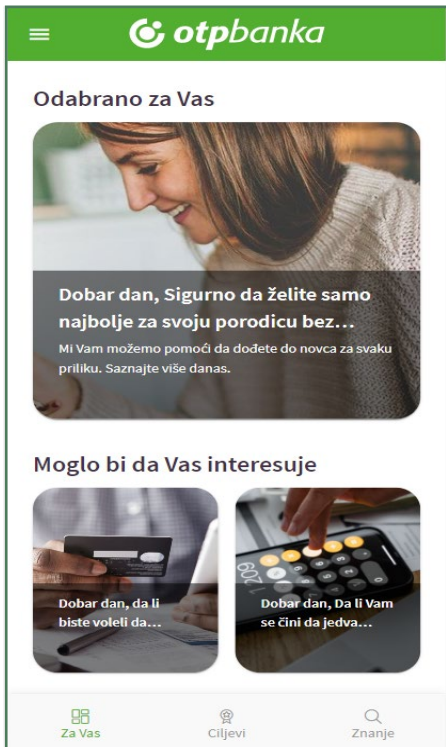 otpbanka
Odabrano za Vas
Dobar dan, Sigurno da želite samo
najbolje za svoju porodicu bez...
Mi Vam možemo pomoći da dođete do novca za svaku
priliku. Saznajte više danas.
Moglo bi da Vas interesuje
Dobar dan, da li
biste voleli da...
1209
Dobar dan, Da li Vam
se čini da jedva...
Za Vas
Ciljevi
Znanje